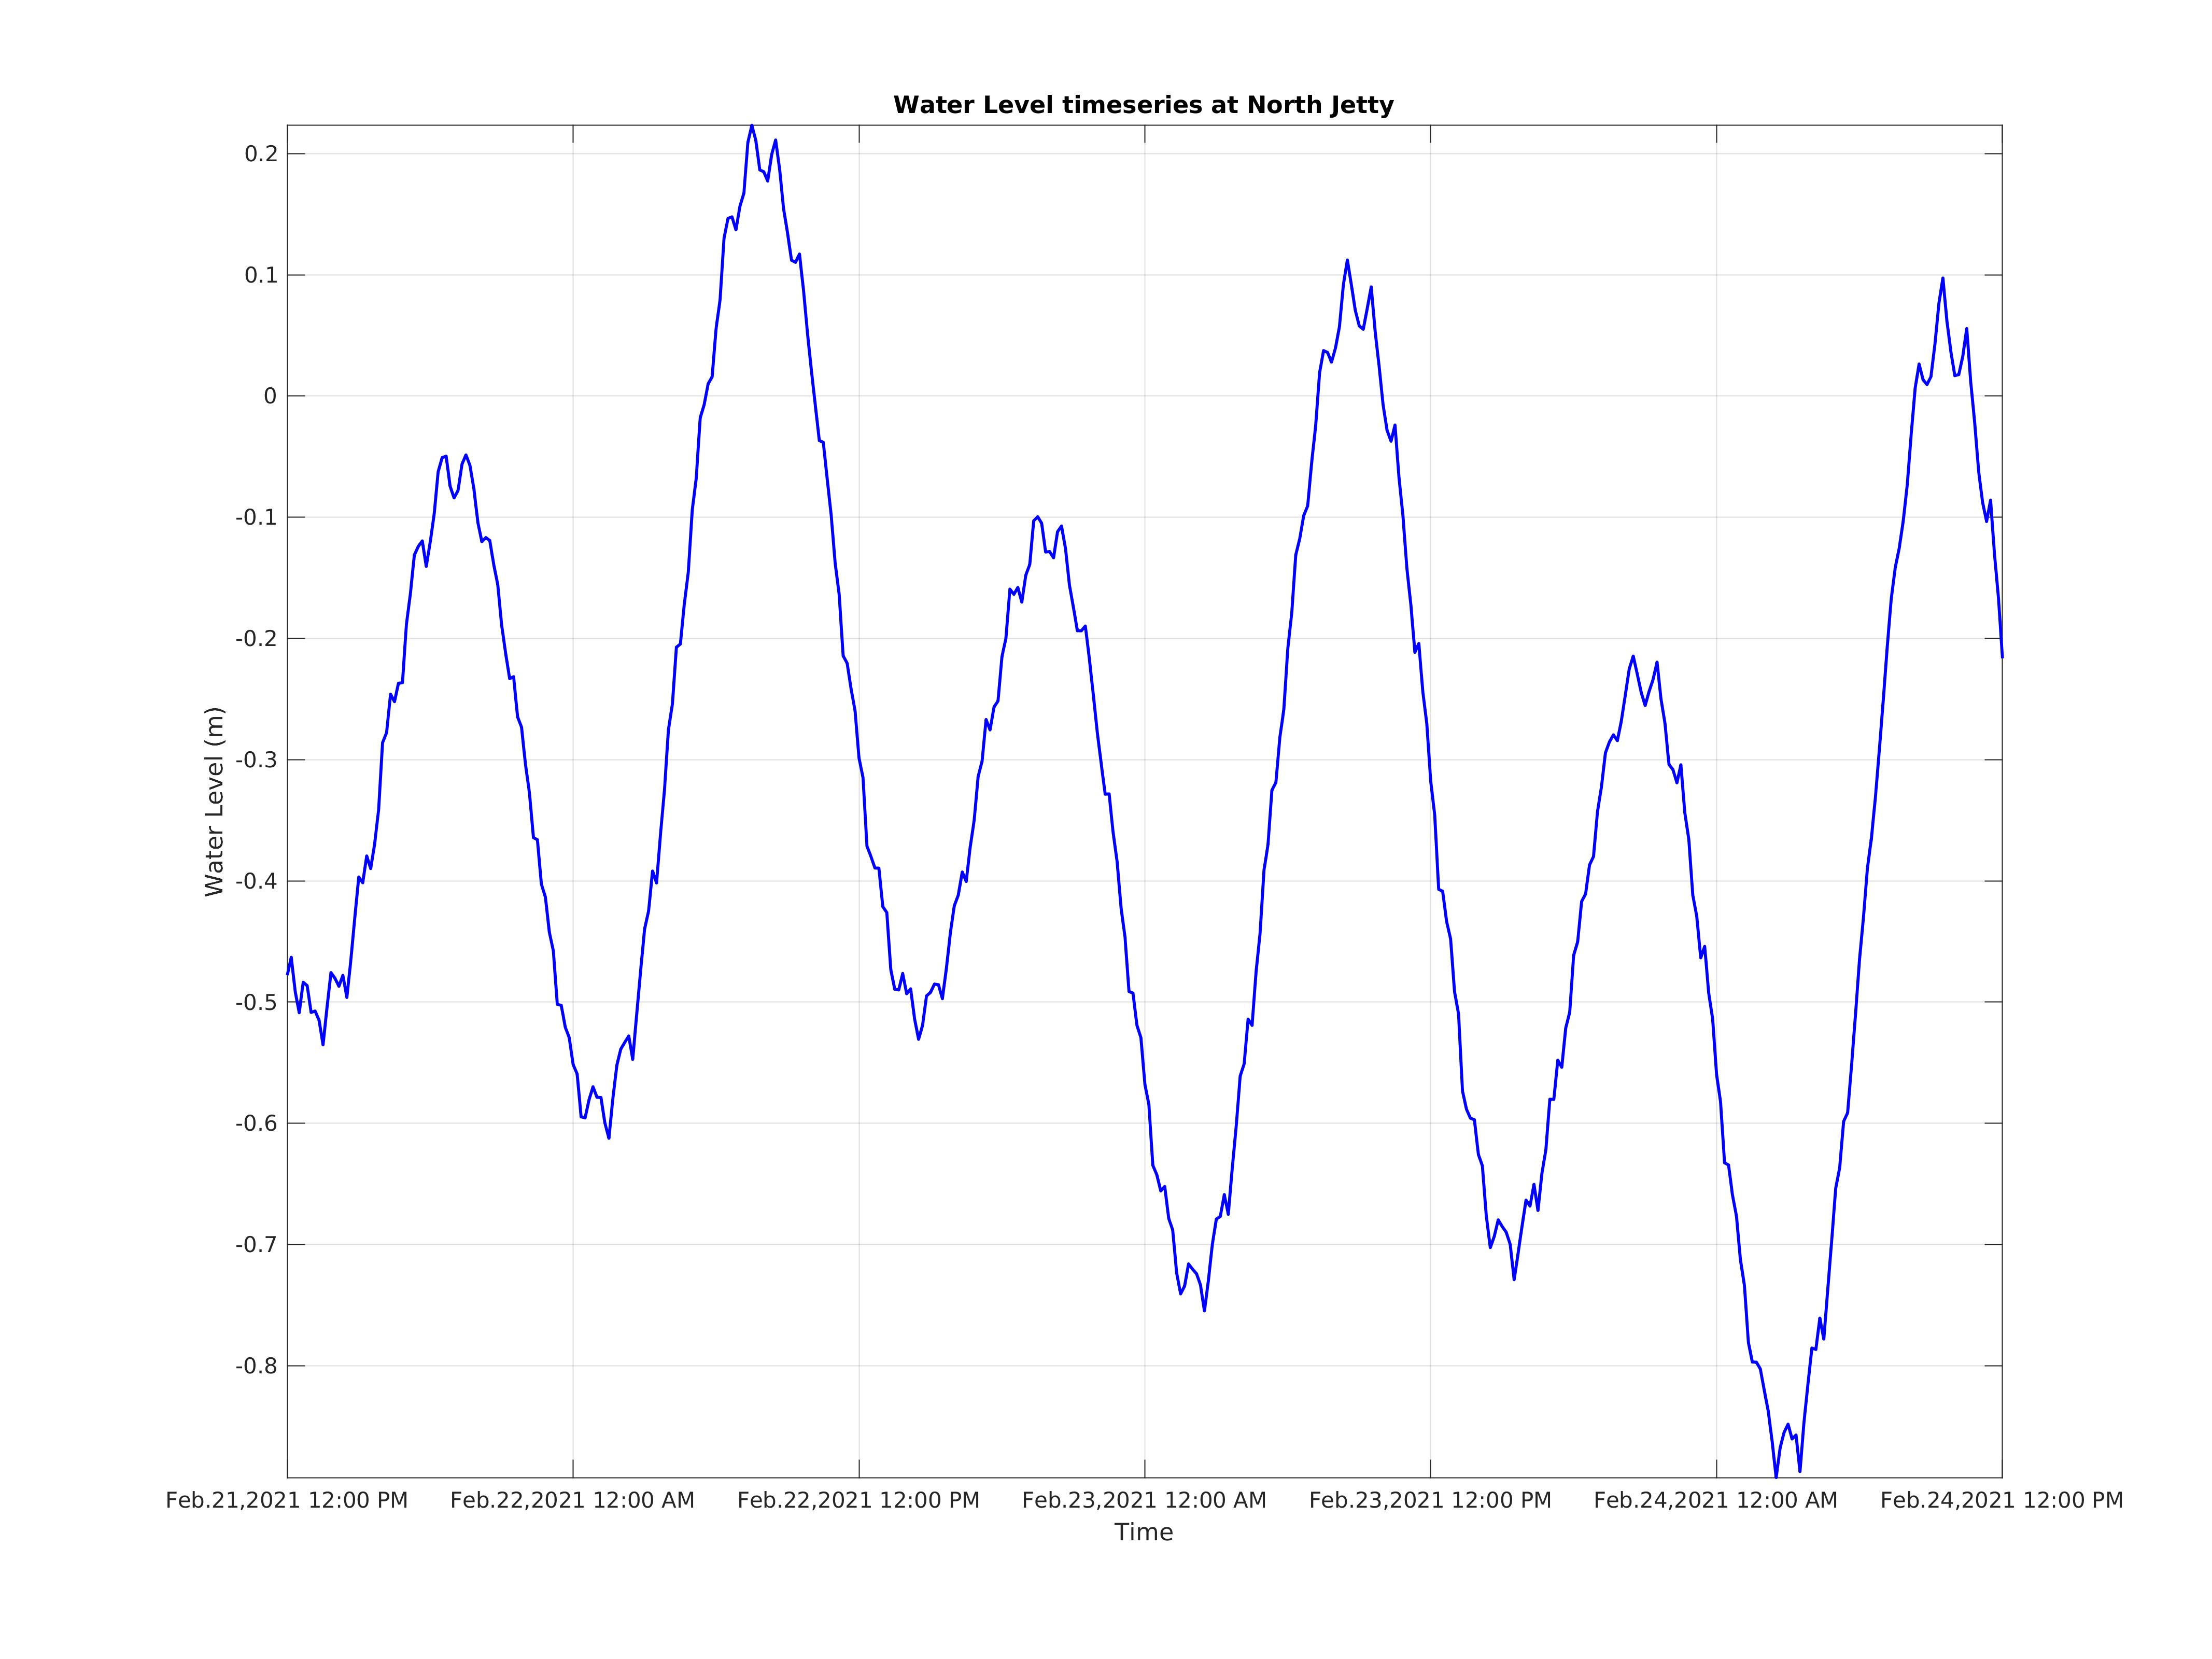 Water Level timeseries at North Jetty
0.2
0.1
0
-0.1
-0.2
-0.3
-0.4
-0.5
-0.6
-0.7
-0.8
Water Level (m)
Feb.21,2021 12:00 PM Feb.22,2021 12:00 AM Feb.22,2021 12:00 PM Feb.23,2021 12:00 AM Feb.23,2021 12:00 PM Feb.24,2021 12:00 AM Feb.24,2021 12:00 PM
Time